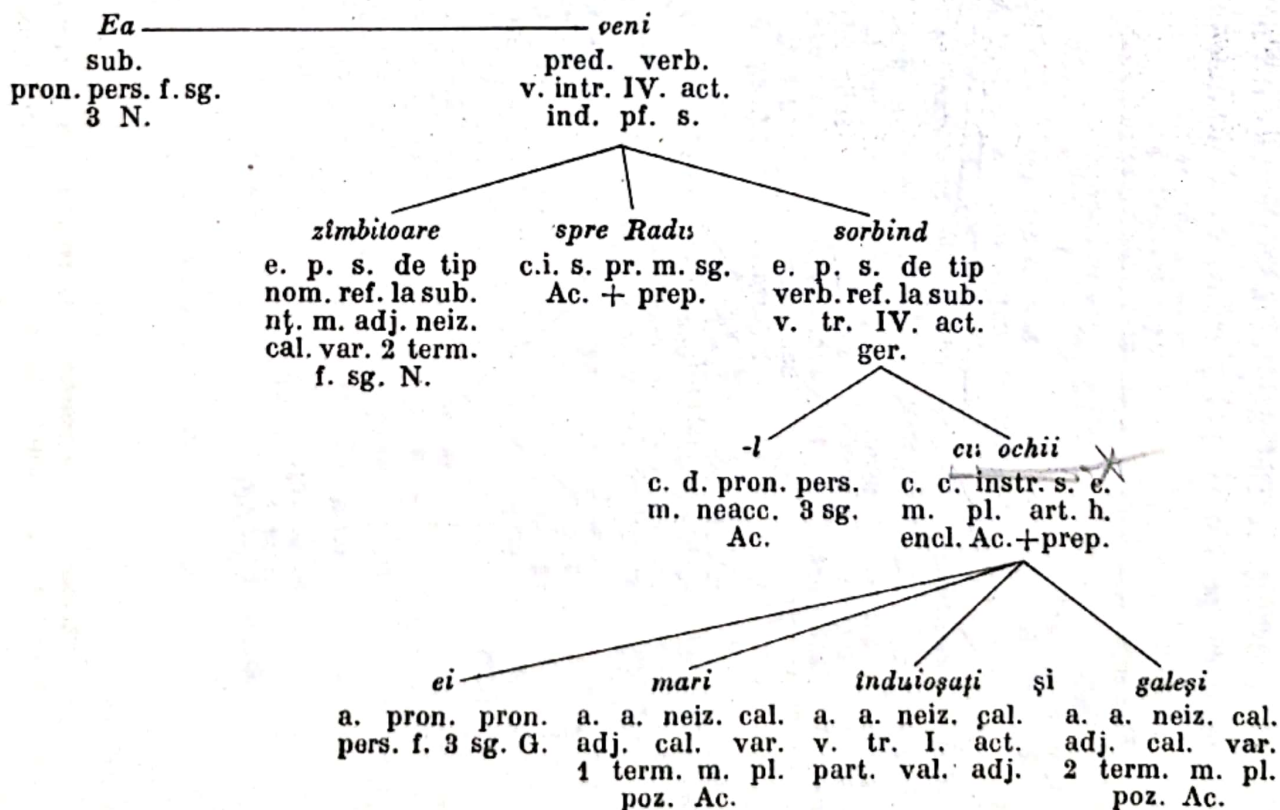 Ea veni
sub. pred. verb.
pron. pers. f. sg. v. intr. IV. act.
3 N. ind. pf. s.
zîmbitoare spre Radu sorbind
e. p. s. de tip c.i. s. pr. m. sg. e. p. s. de tip
nom. ref. la sub. Ac. + prep. verb. ref. la sub.
nţ. m. adj. neiz. v. tr. IV. act.
cal. var. 2 term. ger.
f. sg. N.
-l cu ochii
c. d. pron. pers. c. c. instr. s. e.
m. neacc. 3 sg. m. pl. art. h.
Ac. encl. Ac.+prep.
ei mari înduioşaţi şi galeşi
a. pron. pron. a. a. neiz. cal. a. a. neiz. cal. a. a. neiz. cal.
pers. f. 3 sg. G. adj. cal. var. v. tr. I. act. adj. cal. var.
1 term. m. pl. part. val. adj. 2 term. m. pl.
poz. Ac. poz. Ac.